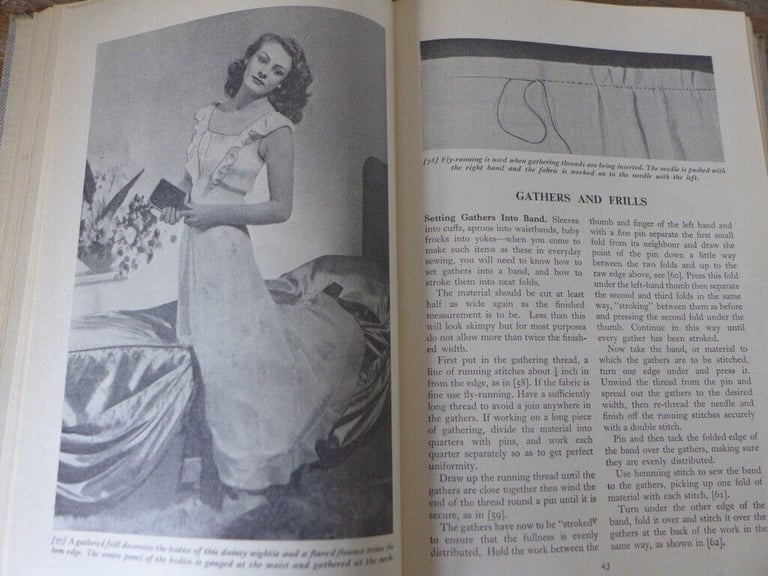 [57] A gathered frill decorates the bodice of this dainty nightie and a flared flounce trims the
hem edge. The centre panel of the bodice is gauged at the waist and gathered at the neck.
[58] Fly-running is used when gathering threads are being inserted. The needle is pushed with
the right hand and the fabric is worked on to the needle with the left.
GATHERS AND FRILLS
Setting Gathers Into Band. Sleeves
into cuffs, aprons into waistbands, baby
frocks into yokes—when you come to
make such items as these in everyday
sewing, you will need to know how to
set gathers into a band, and how to
stroke them into neat folds.
The material should be cut at least
half as wide again as the finished
measurement is to be. Less than this
will look skimpy but for most purposes
do not allow more than twice the finish-
ed width.
First put in the gathering thread, a
line of running stitches about ¼ inch in
from the edge, as in [58]. If the fabric is
fine use fly-running. Have a sufficiently
long thread to avoid a join anywhere in
the gathers. If working on a long piece
of gathering, divide the material into
quarters with pins, and work each
quarter separately so as to get perfect
uniformity.
Draw up the running thread until the
gathers are close together then wind the
end of the thread round a pin until it is
secure, as in [59].
The gathers have now to be "stroked"
to ensure that the fullness is evenly
distributed. Hold the work between the
thumb and finger of the left hand and
with a fine pin separate the first small
fold from its neighbour and draw the
point of the pin down a little way
between the two folds and up to the
raw edge above, see [60]. Press this fold
under the left-hand thumb then separate
the second and third folds in the same
way, "stroking" between them as before
and pressing the second fold under the
thumb. Continue in this way until
every gather has been stroked.
Now take the band, or material to
which the gathers are to be stitched,
turn one edge under and press it.
Unwind the thread from the pin and
spread out the gathers to the desired
width, then re-thread the needle and
finish off the running stitches securely
with a double stitch.
Pin and then tack the folded edge of
the band over the gathers, making sure
they are evenly distributed.
Use hemming stitch to sew the band
to the gathers, picking up one fold of
material with each stitch, [61].
Turn under the other edge of the
band, fold it over and stitch it over the
gathers at the back of the work in the
same way, as shown in [62].
43